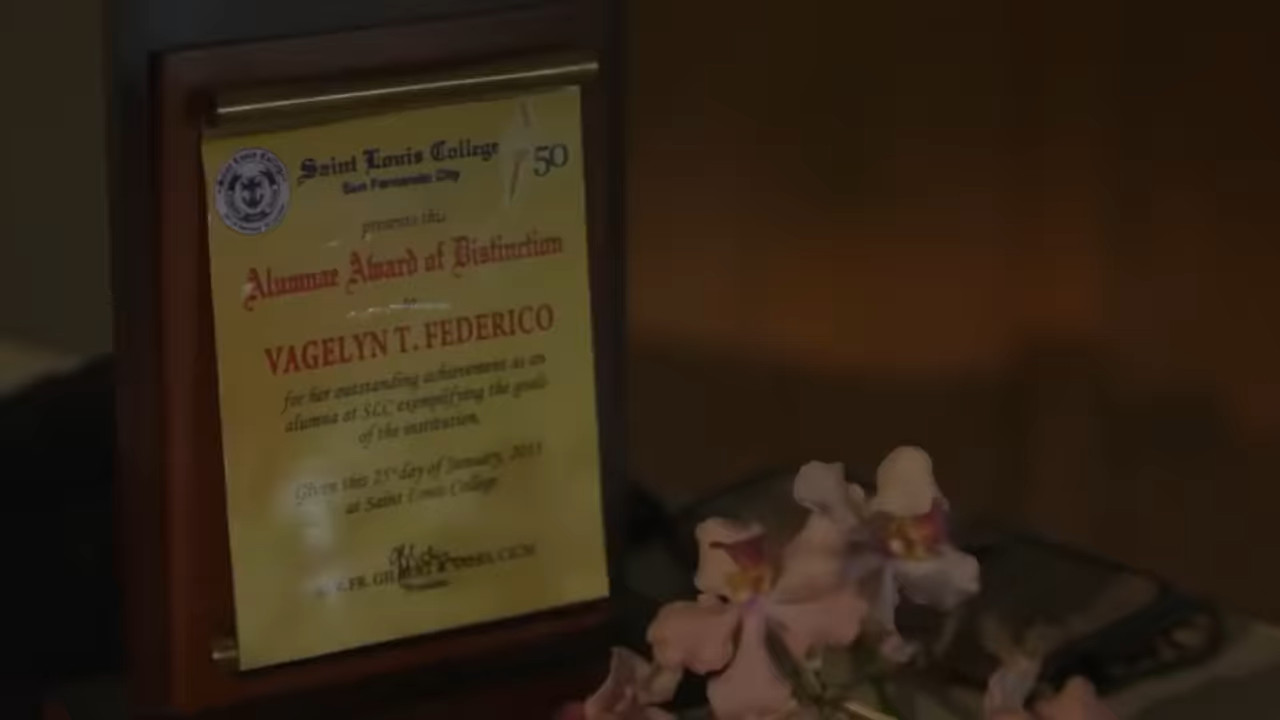 Saint Louis College
San Fernando City
50
presents this
Alumnae Award of Distinction
to
VAGELYN T. FEDERICO
for her outstanding achievement as an
alumna at SLC exemplifying the goals
of the institution.
Given this 25th day of January,
at Saint Louis College
FR.